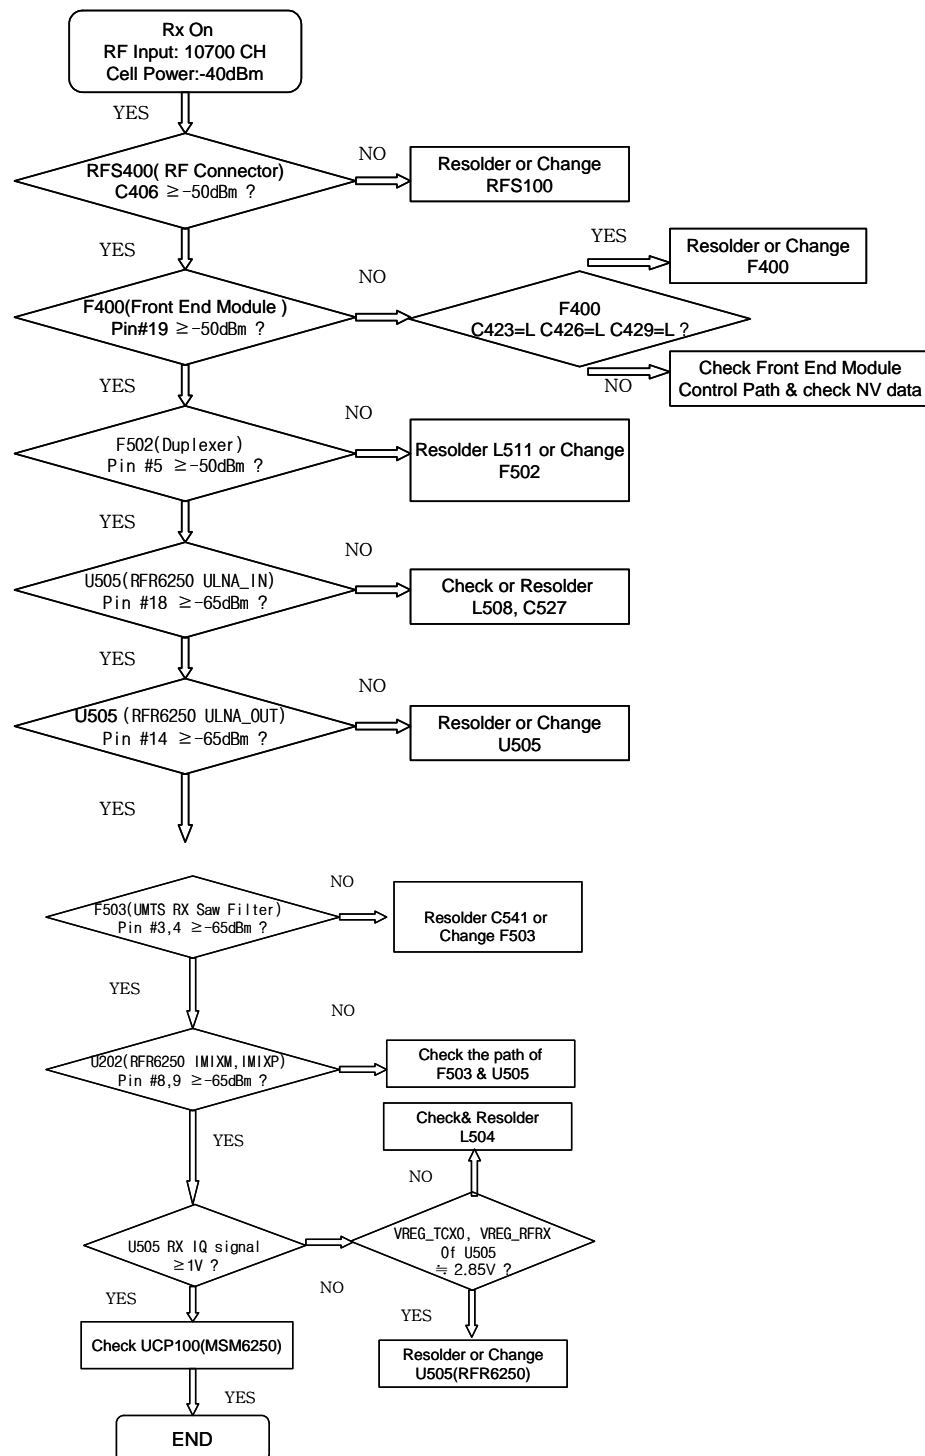 Rx On
RF Input: 10700 CH
Cell Power:-40dBm
YES
RFS400( RF Connector)
C406 ≥-50dBm ?
NO
Resolder or Change
RFS100
YES
F400(Front End Module )
Pin#19 ≥-50dBm ?
NO
F400
C423=L C426=L C429=L ?
YES
Resolder or Change
F400
NO
Check Front End Module
Control Path & check NV data
YES
F502(Duplexer)
Pin #5 ≥-50dBm ?
NO
Resolder L511 or Change
F502
YES
U505(RFR6250 ULNA_IN)
Pin #18 ≥-65dBm ?
NO
Check or Resolder
L508, C527
YES
U505 (RFR6250 ULNA_OUT)
Pin #14 ≥-65dBm ?
NO
Resolder or Change
U505
YES
F503(UMTS RX Saw Filter)
Pin #3,4 ≥-65dBm ?
NO
Resolder C541 or
Change F503
YES
U202(RFR6250 IMIXM,IMIXP)
Pin #8,9 ≥-65dBm ?
NO
Check the path of
F503 & U505
YES
U505 RX IQ signal
≥1V ?
NO
VREG_TCXO, VREG_RFRX
Of U505
≒ 2.85V ?
NO
Check& Resolder
L504
YES
Resolder or Change
U505(RFR6250)
YES
Check UCP100(MSM6250)
YES
END